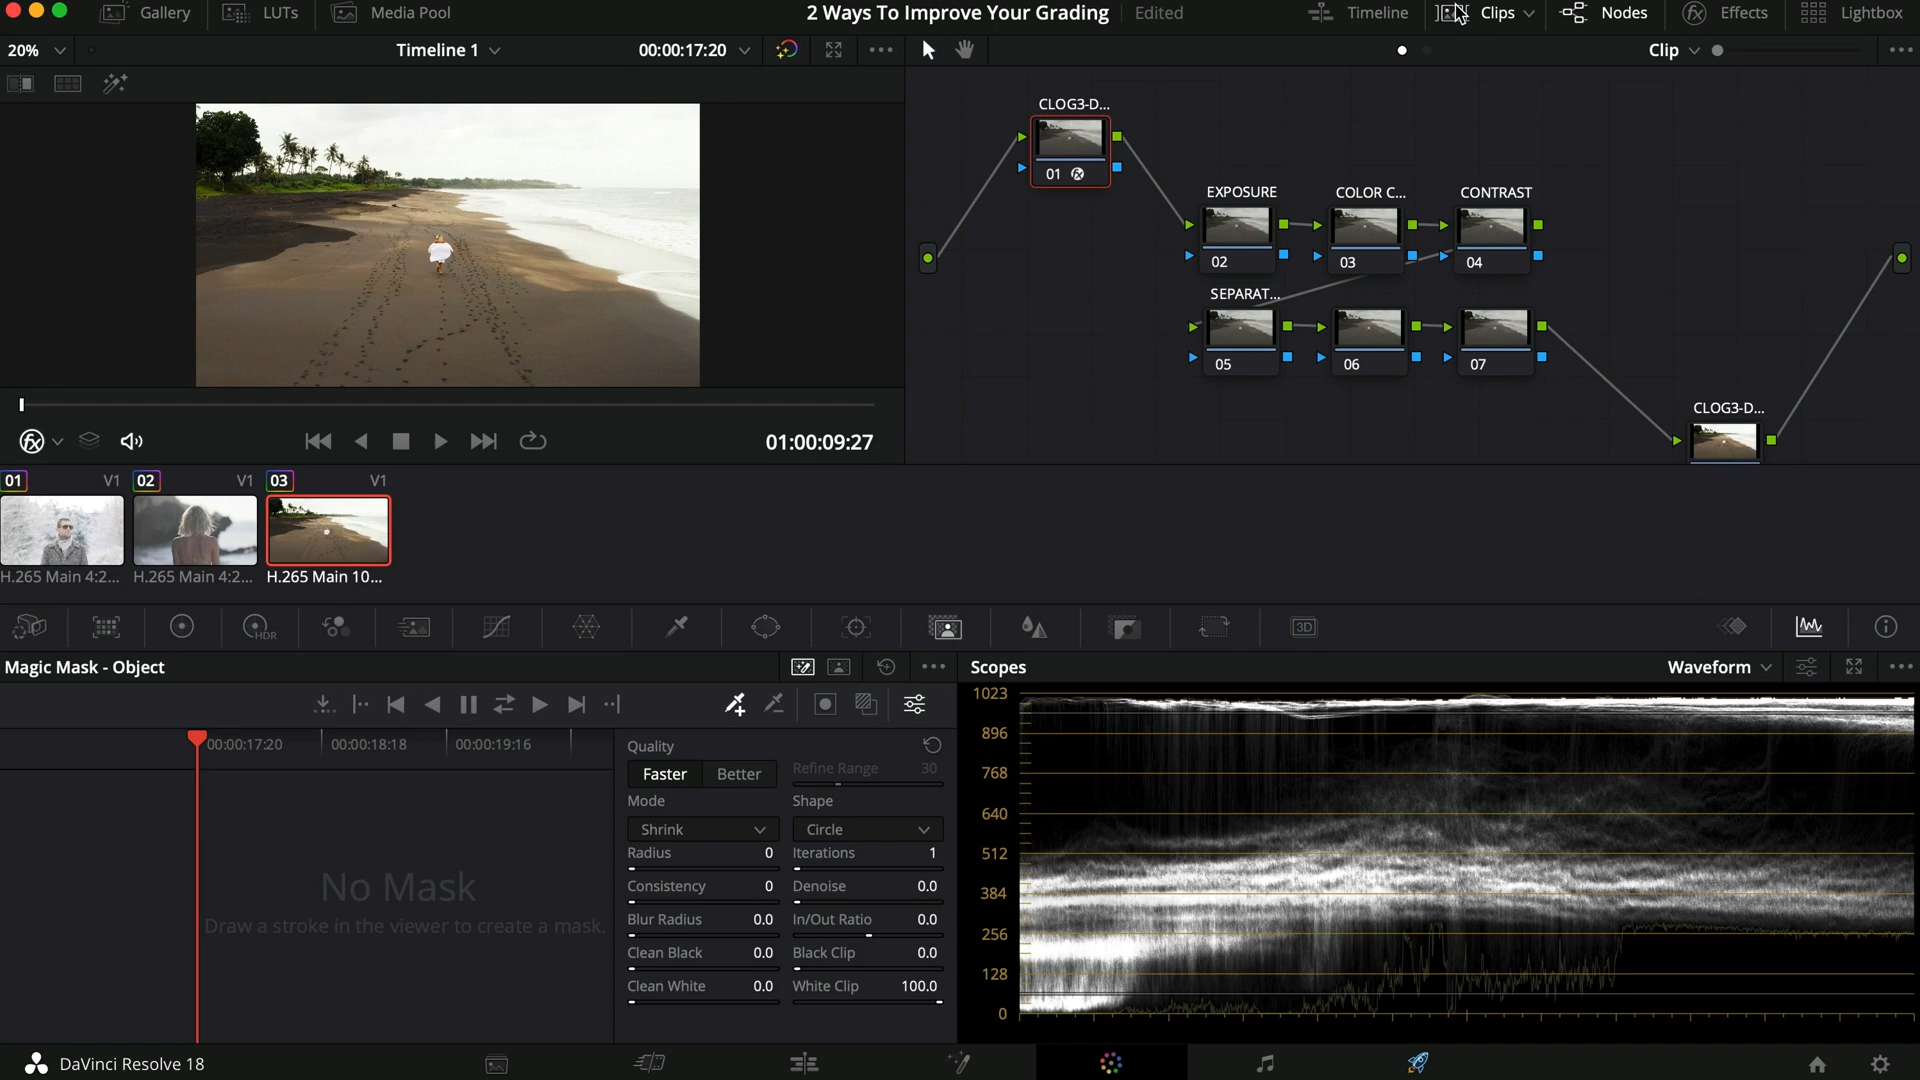 Gallery
LUTs
Media Pool
2 Ways To Improve Your Grading
Edited
Timeline
Clips
Nodes
Effects
Lightbox
20%
Timeline 1
00:00:17:20
Clip
CLOG3-D...
01
EXPOSURE
COLOR C...
CONTRAST
02
03
04
SEPARAT...
05
06
07
CLOG3-D...
01:00:09:27
01 V1
02 V1
03 V1
H.265 Main 4:2...
H.265 Main 4:2...
H.265 Main 10...
HDR
3D
Magic Mask - Object
Scopes
Waveform
00:00:17:20
00:00:18:18
00:00:19:16
No Mask
Draw a stroke in the viewer to create a mask.
Quality
Faster Better
Refine Range 30
Mode
Shape
Shrink
Circle
Radius 0
Iterations 1
Consistency 0
Denoise 0.0
Blur Radius 0.0
In/Out Ratio 0.0
Clean Black 0.0
Black Clip 0.0
Clean White 0.0
White Clip 100.0
1023
896
768
640
512
384
256
128
0
DaVinci Resolve 18